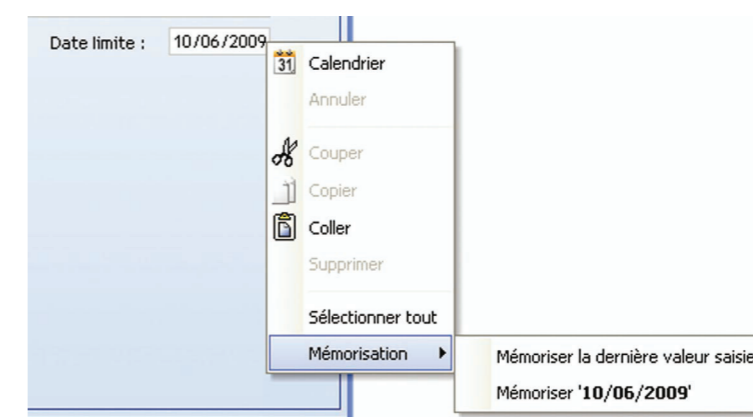 Date limite : 10/06/2009
31 Calendrier
Annuler
Couper
Copier
Coller
Supprimer
Sélectionner tout
Mémorisation
Mémoriser la dernière valeur saisie
Mémoriser '10/06/2009'